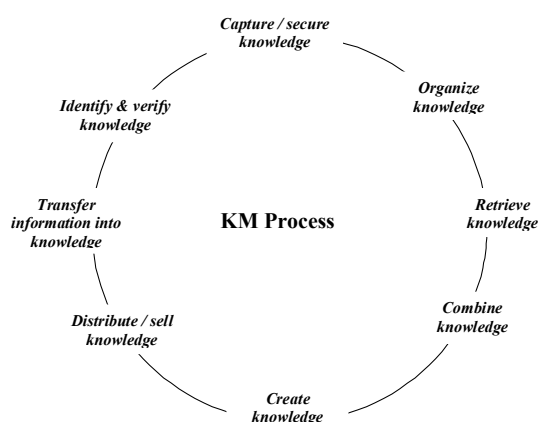 Capture / secure
knowledge
Organize
knowledge
Identify & verify
knowledge
Transfer
information into
knowledge
KM Process
Retrieve
knowledge
Distribute / sell
knowledge
Combine
knowledge
Create
knowledge